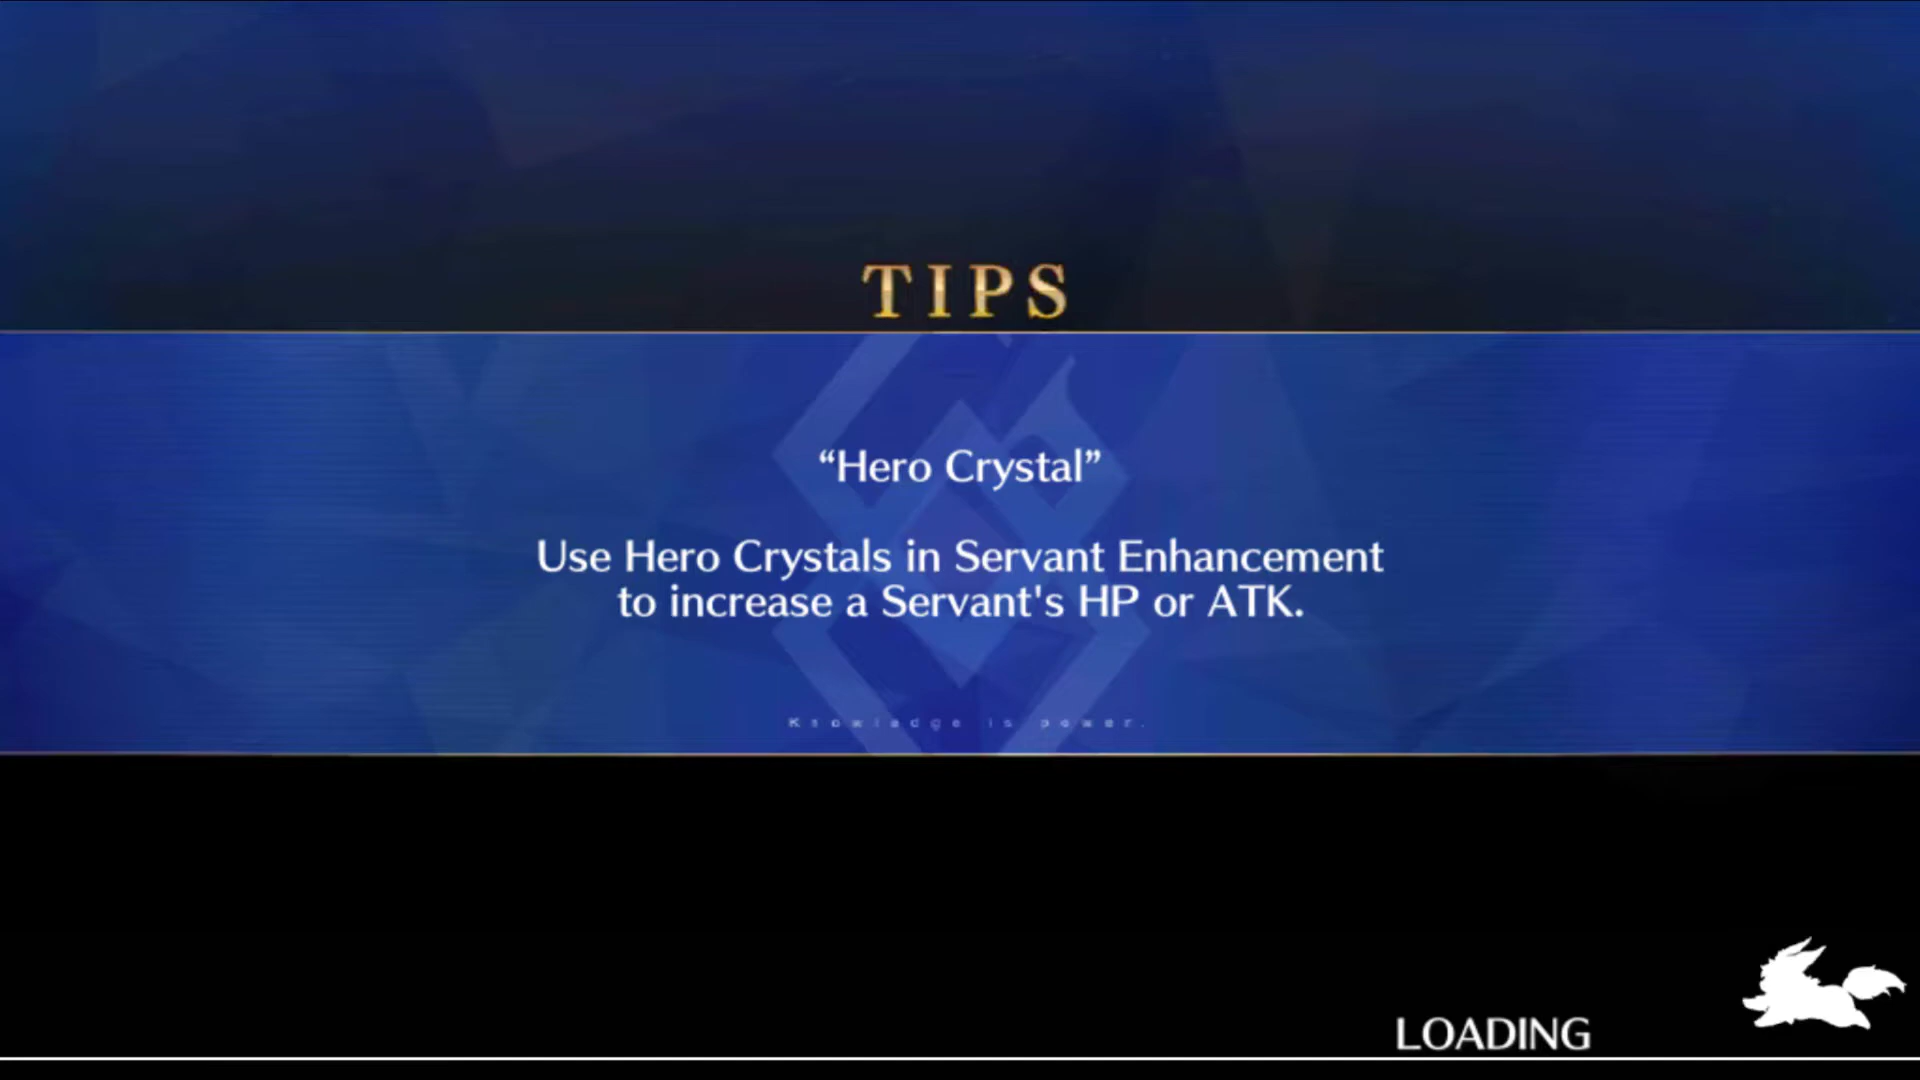 TIPS
“Hero Crystal”
Use Hero Crystals in Servant Enhancement
to increase a Servant's HP or ATK.
Knowledge is power.
LOADING